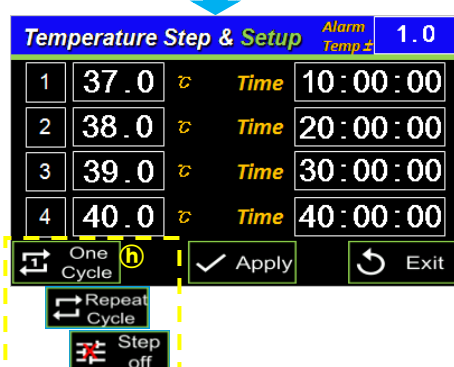 Temperature Step & Setup Alarm Temp± 1.0
1 37.0 ℃ Time 10:00:00
2 38.0 ℃ Time 20:00:00
3 39.0 ℃ Time 30:00:00
4 40.0 ℃ Time 40:00:00
1 One Cycle ⓗ Apply Exit
Repeat Cycle
Step off